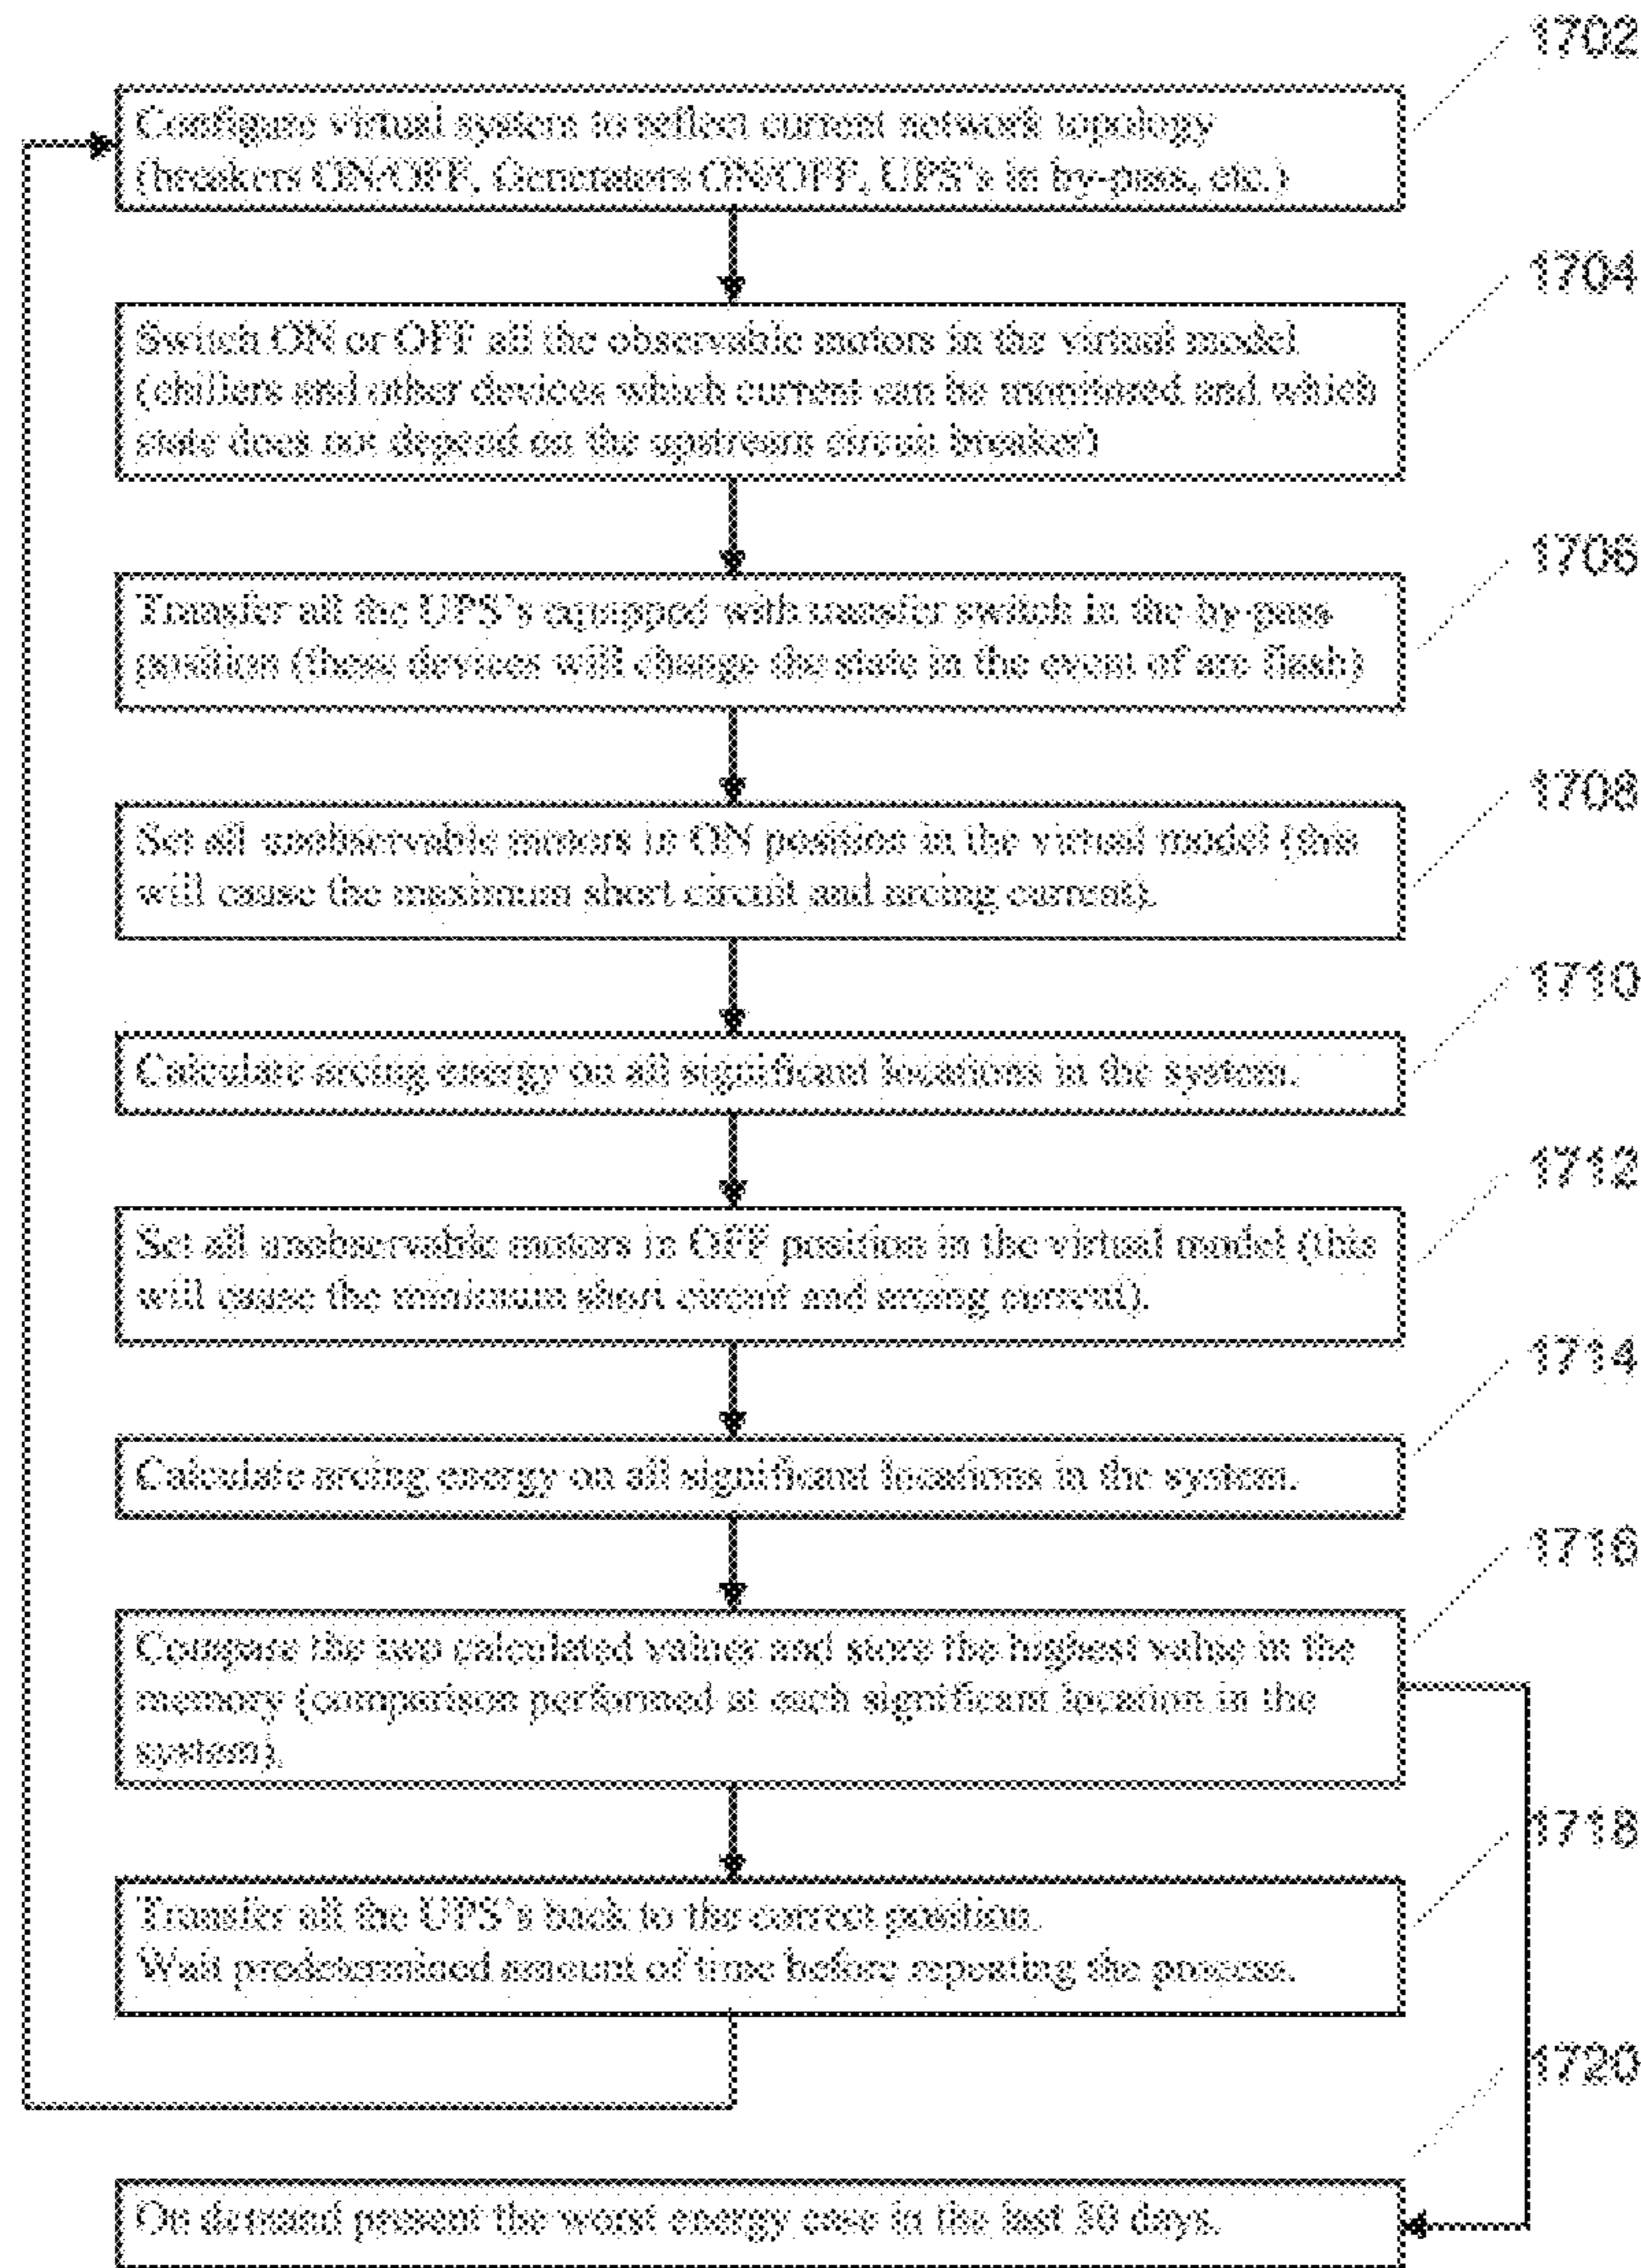 1702
Configure virtual system to reflect current network topology
(breakers ON/OFF, Generators ON/OFF, UPS's in by-pass, etc.)
1704
Switch ON or OFF all the observable motors in the virtual model
(chillers and other devices which current can be monitored and which
state does not depend on the upstream circuit breaker)
1706
Transfer all the UPS's equipped with transfer switch in the by-pass
position (these devices will change the state in the event of arc flash)
1708
Set all unobservable motors in ON position in the virtual model (this
will cause the maximum short circuit and arcing current).
1710
Calculate arcing energy on all significant locations in the system.
1712
Set all unobservable motors in OFF position in the virtual model (this
will cause the minimum short circuit and arcing current).
1714
Calculate arcing energy on all significant locations in the system.
1716
Compare the two calculated values and store the highest value in the
memory (comparison performed at each significant location in the
system).
1718
Transfer all the UPS's back to the correct position.
Wait predetermined amount of time before repeating the process.
1720
On demand present the worst energy case in the last 30 days.